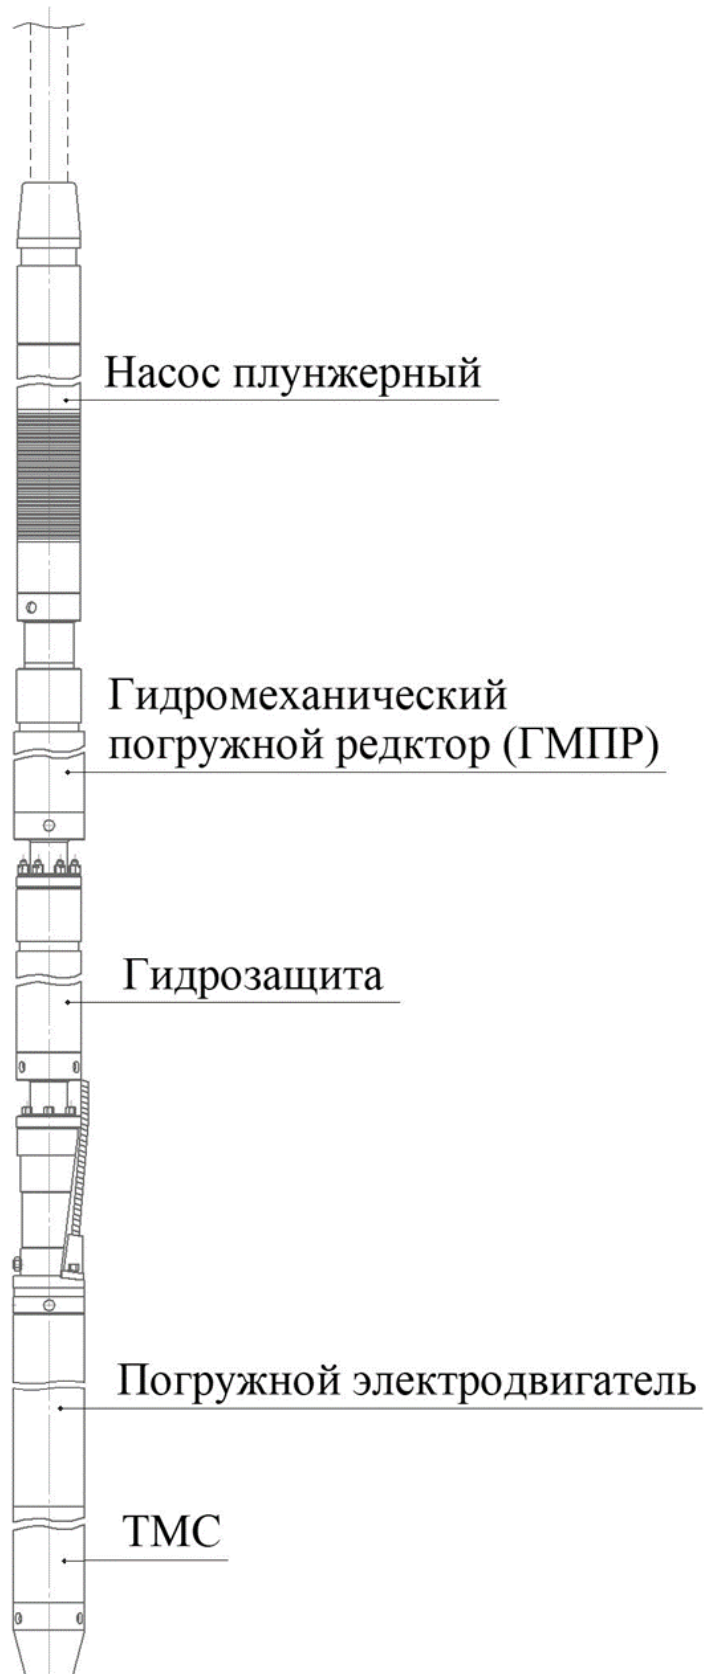 Насос плунжерный
Гидромеханический
погружной редктор (ГМПР)
Гидрозащита
Погружной электродвигатель
ТМС